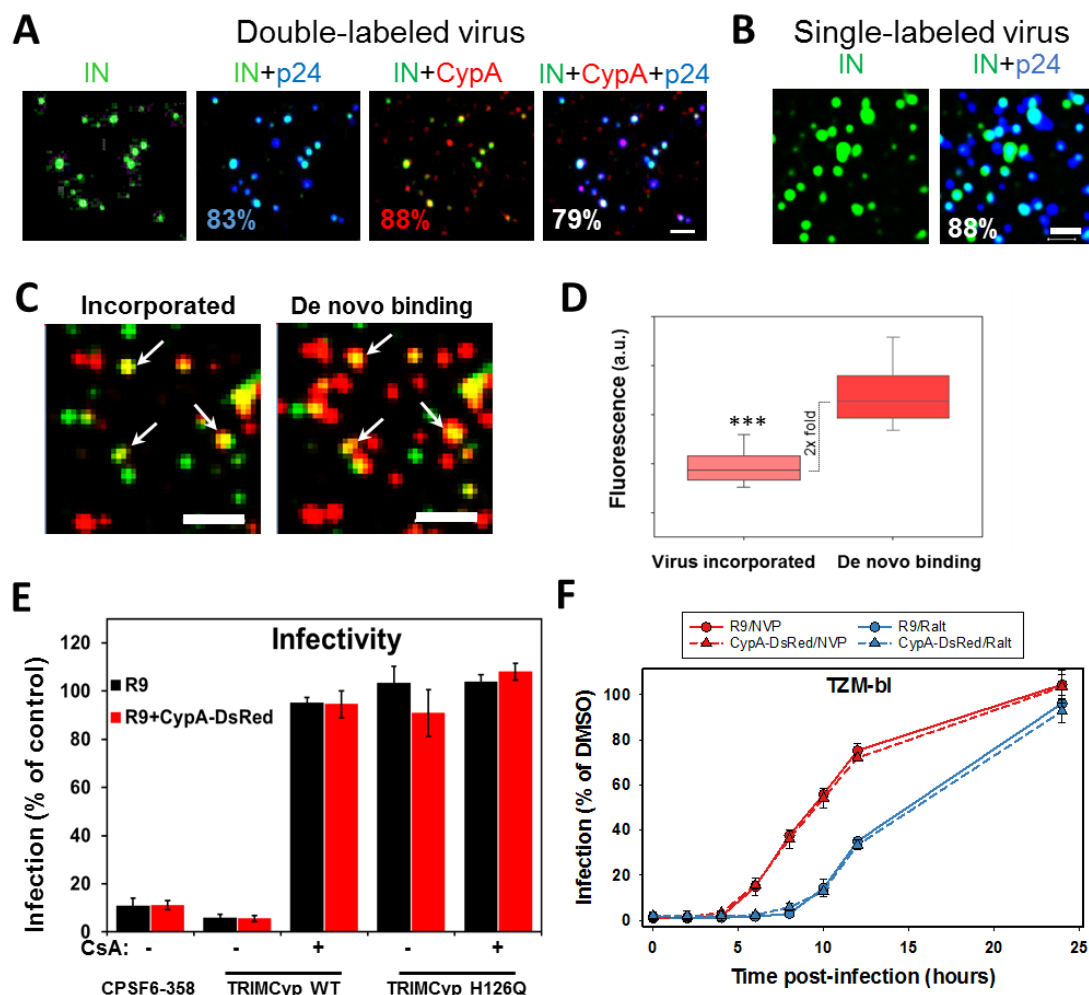 A
Double-labeled virus
IN
IN+p24
IN+CypA
IN+CypA+p24
83%
88%
79%
B
Single-labeled virus
IN
IN+p24
88%
C
Incorporated
De novo binding
D
Fluorescence (a.u.)
***
2x fold
Virus incorporated
De novo binding
E
Infectivity
R9
R9+CypA-DsRed
Infection (% of control)
120
100
80
60
40
20
0
CsA: - - + - +
CPSF6-358 TRIMCyp WT TRIMCyp H126Q
F
R9/NVP R9/Ralt
CypA-DsRed/NVP CypA-DsRed/Ralt
TZM-bl
Infection (% of DMSO)
100
80
60
40
20
0
0 5 10 15 20 25
Time post-infection (hours)